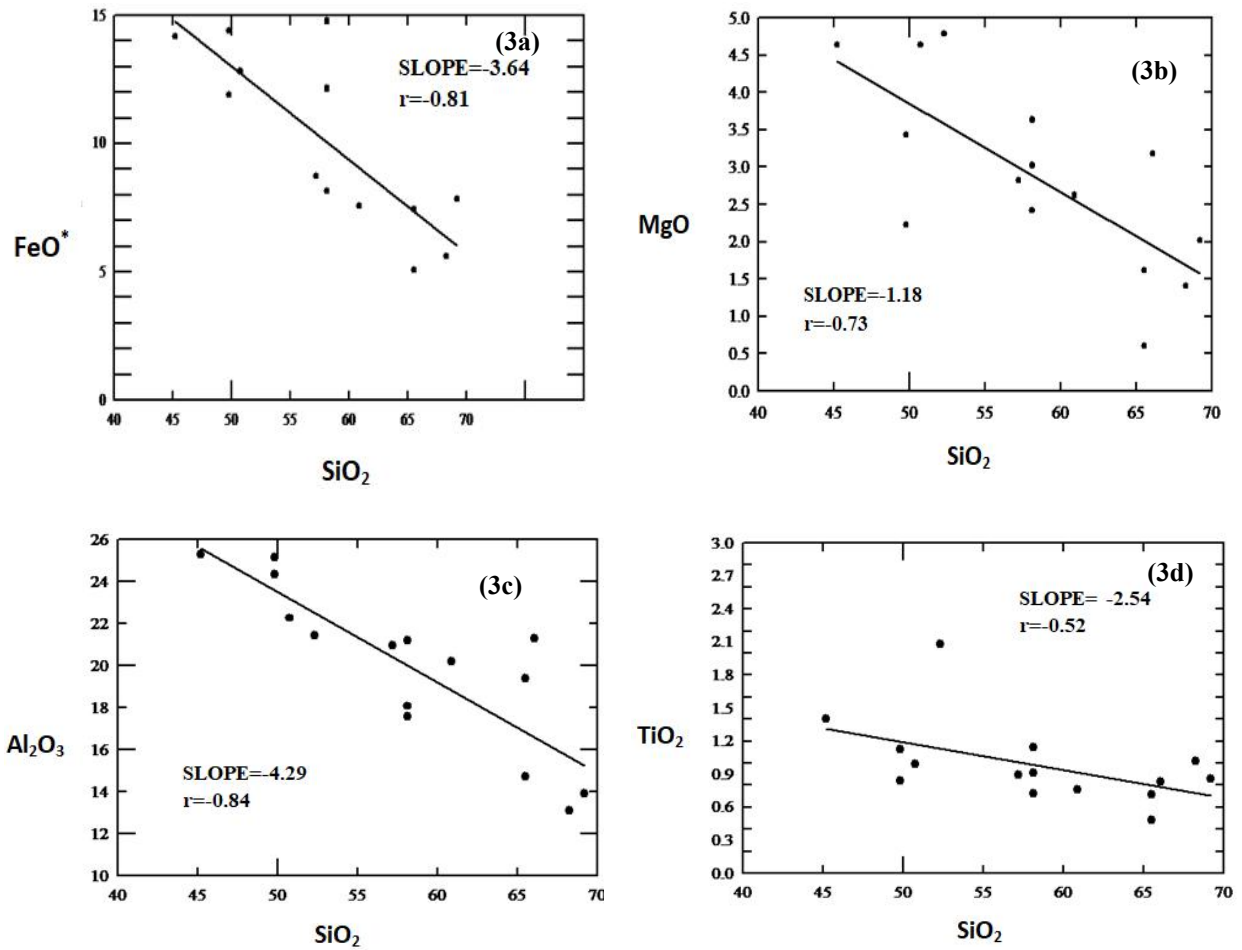 (3a)
SLOPE=-3.64
r=-0.81
15
10
5
0
40 45 50 55 60 65 70
FeO*
SiO₂
(3b)
SLOPE=-1.18
r=-0.73
5.0
4.5
4.0
3.5
3.0
2.5
2.0
1.5
1.0
0.5
0.0
40 45 50 55 60 65 70
MgO
SiO₂
(3c)
SLOPE=-4.29
r=-0.84
26
24
22
20
18
16
14
12
10
40 45 50 55 60 65 70
Al₂O₃
SiO₂
(3d)
SLOPE= -2.54
r=-0.52
3.0
2.7
2.4
2.1
1.8
1.5
1.2
0.9
0.6
0.3
0.0
40 45 50 55 60 65 70
TiO₂
SiO₂